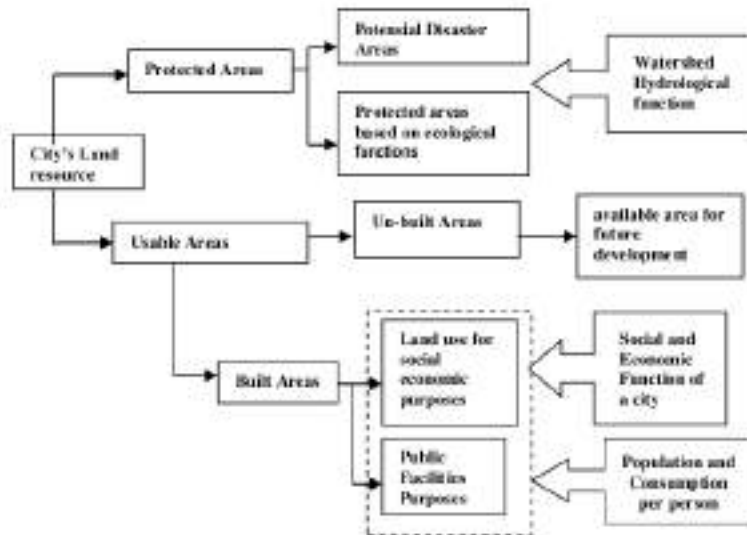 Potensial Disaster
Areas
Protected Areas
Watershed
Hydrological
function
Protected areas
based on ecological
functions
City's Land
resource
Un-built Areas
available area for
future
development
Usable Areas
Land use for
social
economic
purposes
Social and
Economic
Function of
a city
Built Areas
Public
Facilities
Purposes
Population and
Consumption
per person